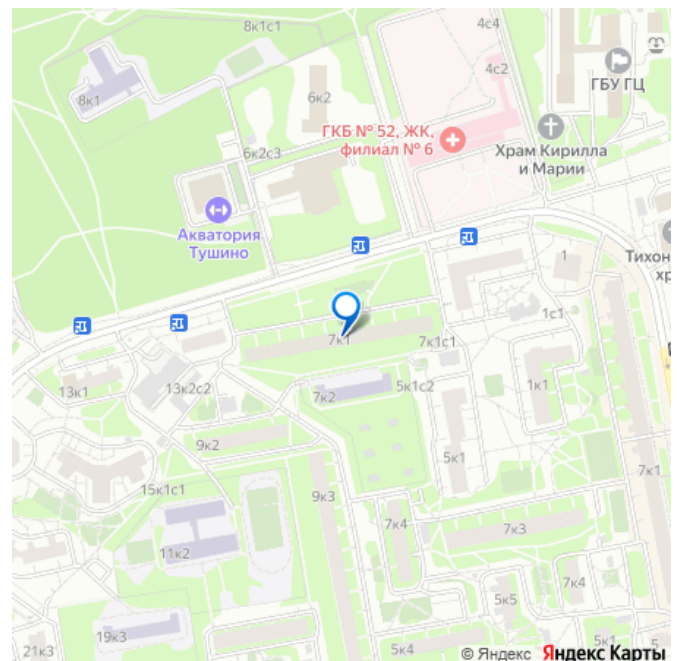 8к1с1
4с4
4с2
ГБУ ГЦ
8к1
6к2
ГКБ № 52, ЖК,
филиал № 6
Храм Кирилла
и Марии
6к2с3
Акватория
Тушино
Тихон
хр
1
1с1
7к1
7к1с1
13к1
13к2с2
7к2
5к1с2
1к1
9к2
5к1
7к1
15к1с1
9к3
7к4
7к3
11к2
7к4
5к5
19к3
21к3
5к4
5к1
5
© Яндекс Яндекс Карты